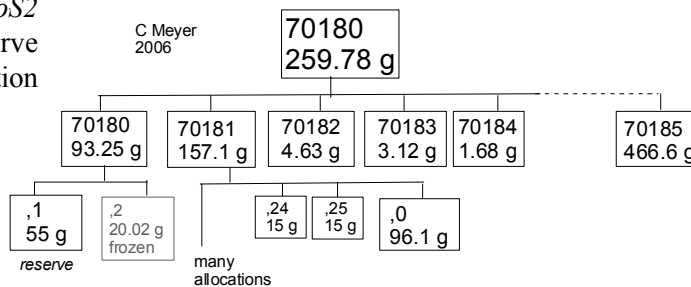 oS2
C Meyer
2006
70180
259.78 g
70180
93.25 g
70181
157.1 g
70182
4.63 g
70183
3.12 g
70184
1.68 g
70185
466.6 g
,1
55 g
reserve
,2
20.02 g
frozen
many
allocations
,24
15 g
,25
15 g
,0
96.1 g